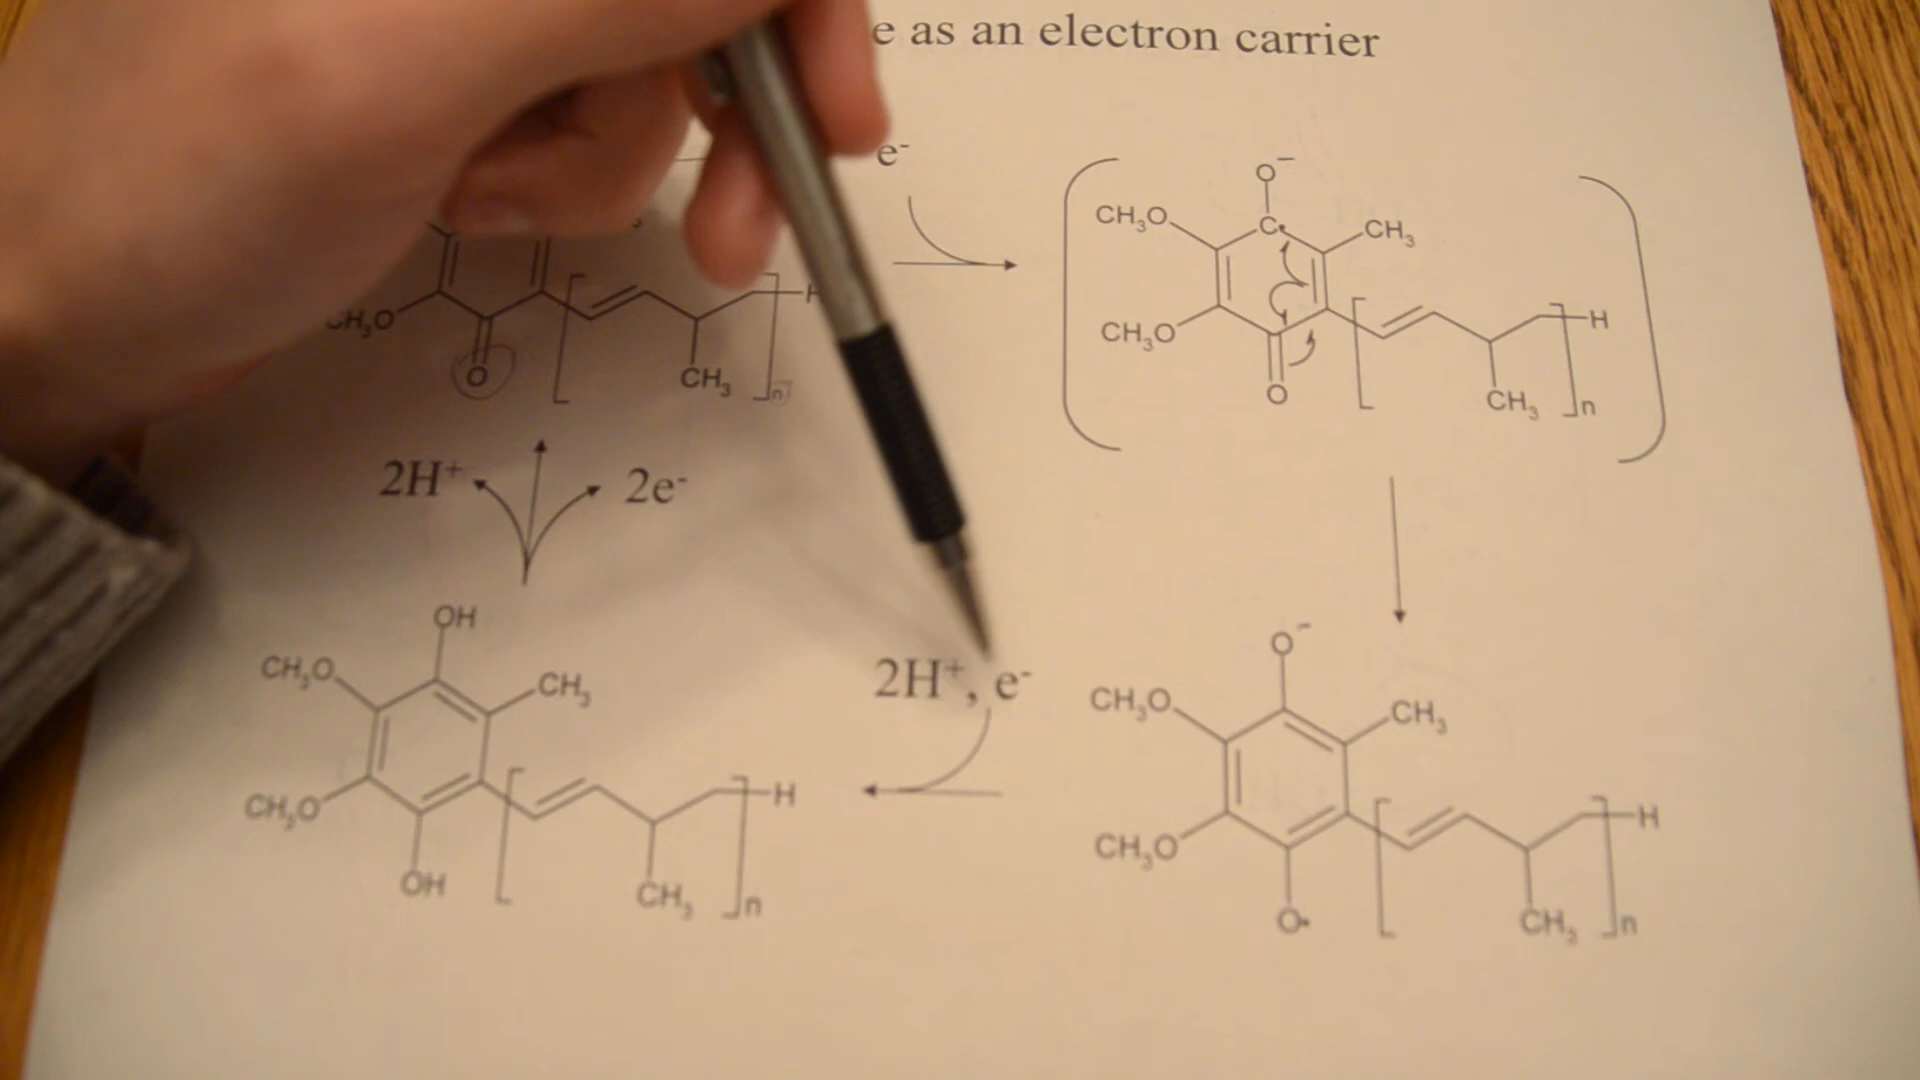 e as an electron carrier
e⁻
O⁻
CH₃O
C•
CH₃
CH₃O
H
O
CH₃
n
CH₃O
H
O
CH₃
n
2H⁺
2e⁻
OH
CH₃O
CH₃
CH₃O
H
OH
CH₃
n
2H⁺, e⁻
O⁻
CH₃O
CH₃
CH₃O
H
O•
CH₃
n